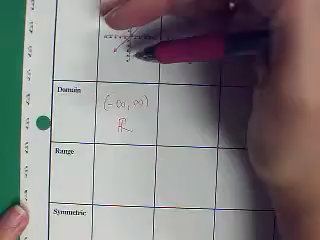 Domain
(-∞, ∞)
ℝ
Range
Symmetric